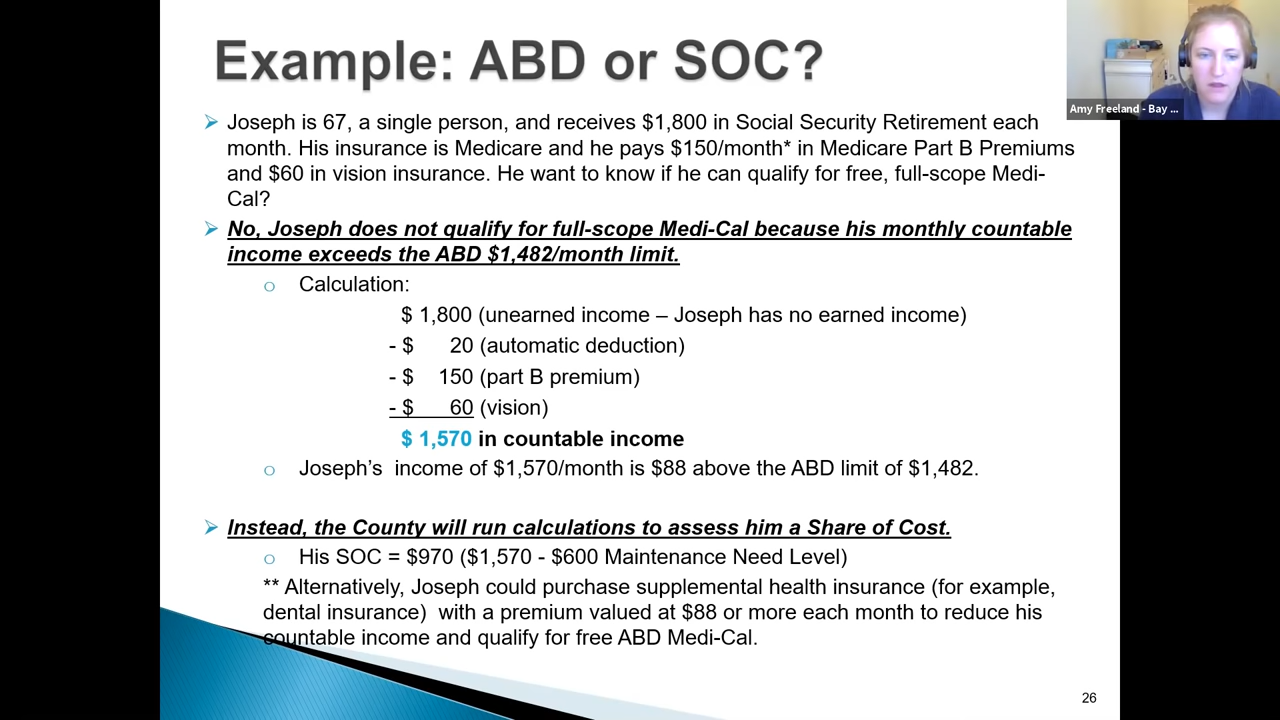 Example: ABD or SOC?
Amy Freeland - Bay ...
Joseph is 67, a single person, and receives $1,800 in Social Security Retirement each
month. His insurance is Medicare and he pays $150/month* in Medicare Part B Premiums
and $60 in vision insurance. He want to know if he can qualify for free, full-scope Medi-
Cal?
No, Joseph does not qualify for full-scope Medi-Cal because his monthly countable
income exceeds the ABD $1,482/month limit.
Calculation:
$ 1,800 (unearned income – Joseph has no earned income)
- $ 20 (automatic deduction)
- $ 150 (part B premium)
- $ 60 (vision)
$ 1,570 in countable income
Joseph’s income of $1,570/month is $88 above the ABD limit of $1,482.
Instead, the County will run calculations to assess him a Share of Cost.
His SOC = $970 ($1,570 - $600 Maintenance Need Level)
** Alternatively, Joseph could purchase supplemental health insurance (for example,
dental insurance) with a premium valued at $88 or more each month to reduce his
countable income and qualify for free ABD Medi-Cal.
26